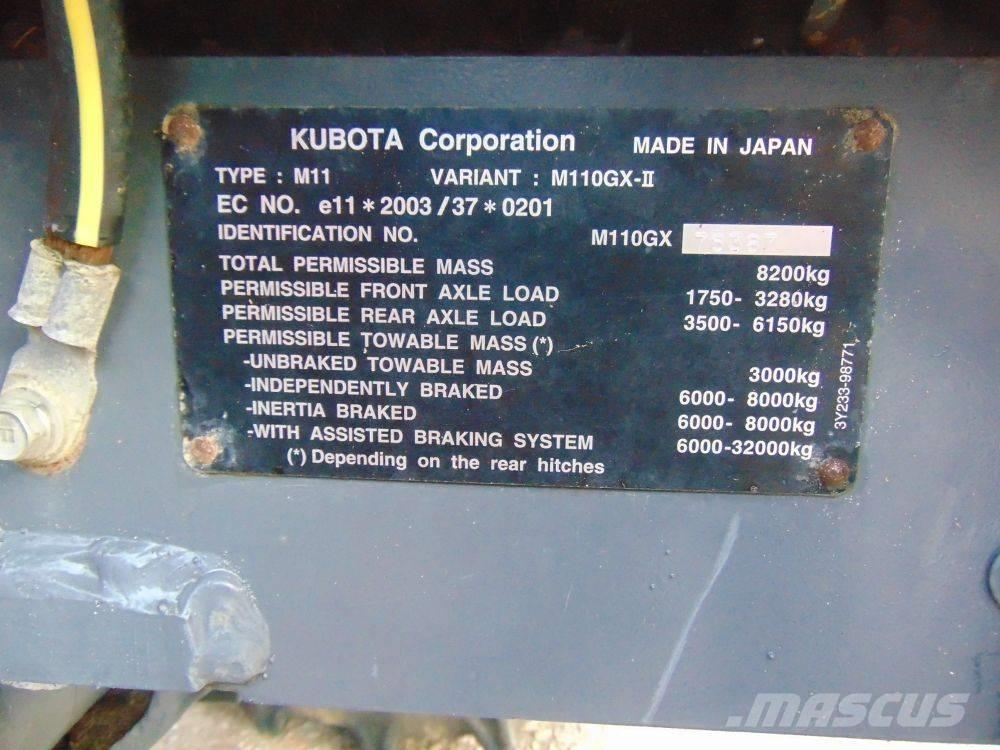 KUBOTA Corporation MADE IN JAPAN
TYPE : M11 VARIANT : M110GX-II
EC NO. e11*2003/37*0201
IDENTIFICATION NO. M110GX 75387
TOTAL PERMISSIBLE MASS 8200kg
PERMISSIBLE FRONT AXLE LOAD 1750- 3280kg
PERMISSIBLE REAR AXLE LOAD 3500- 6150kg
PERMISSIBLE TOWABLE MASS (*)
-UNBRAKED TOWABLE MASS 3000kg
-INDEPENDENTLY BRAKED 6000- 8000kg
-INERTIA BRAKED 6000- 8000kg
-WITH ASSISTED BRAKING SYSTEM 6000-32000kg
(*) Depending on the rear hitches
3Y233-98771
.MASCUS